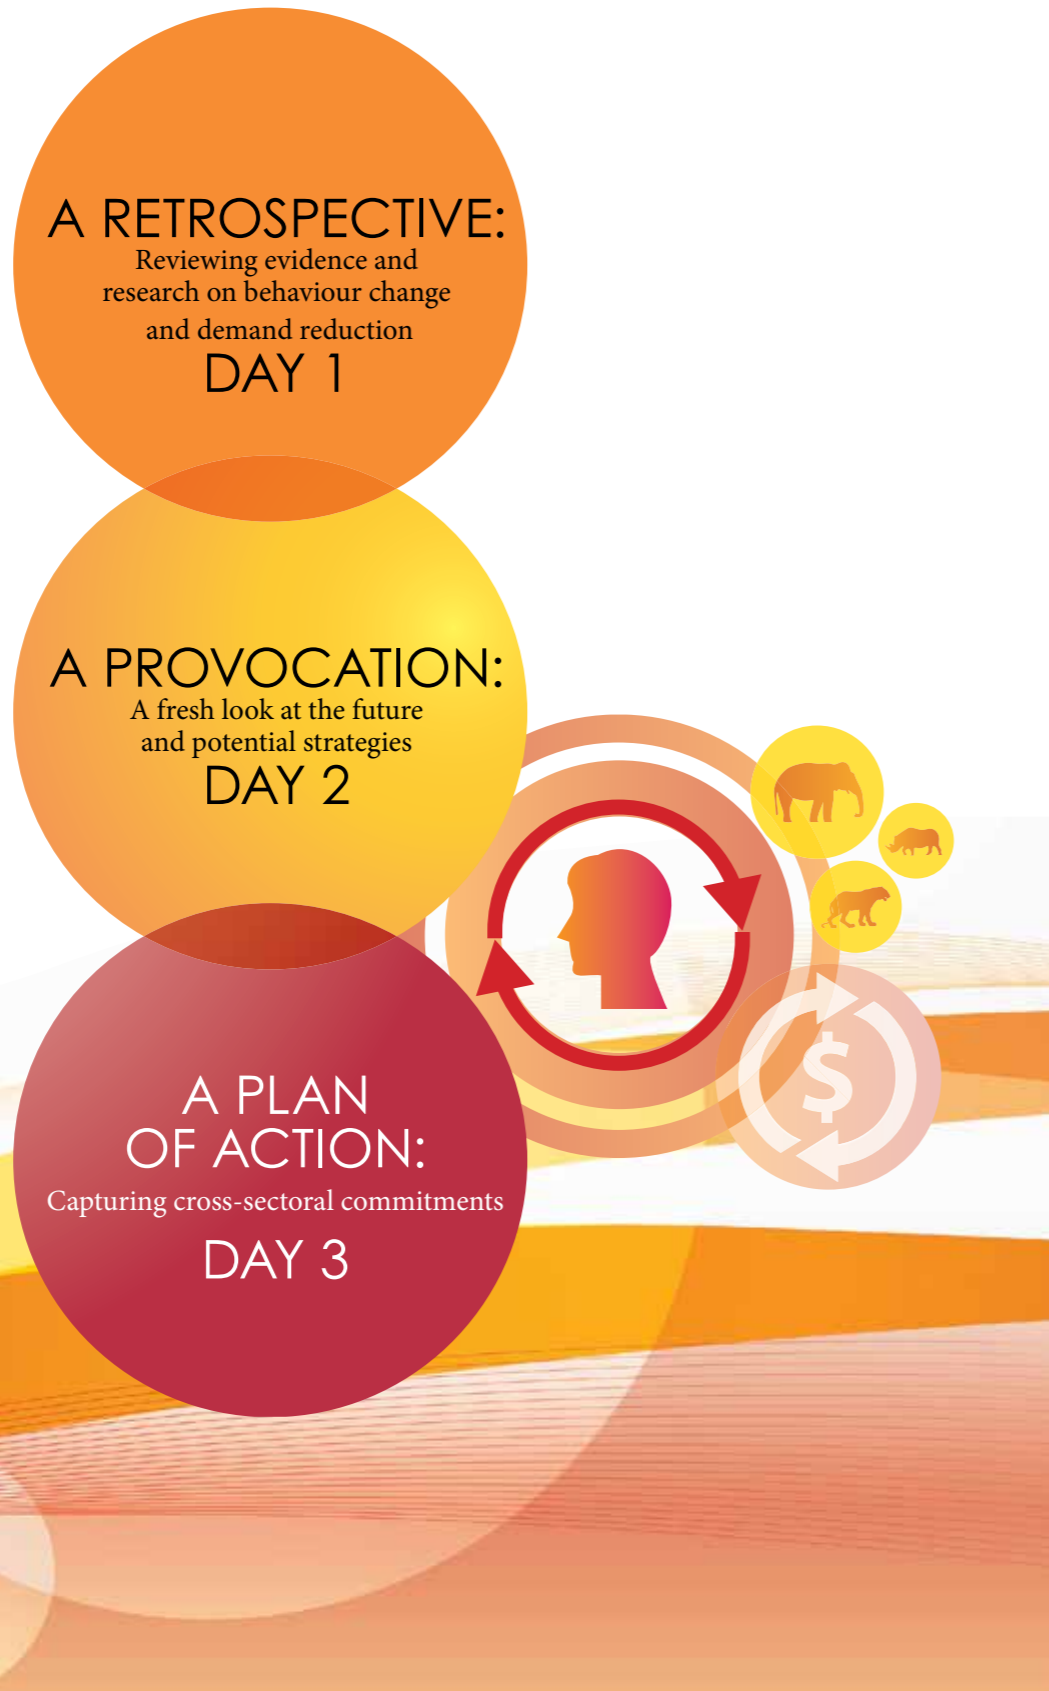 A RETROSPECTIVE:
Reviewing evidence and
research on behaviour change
and demand reduction
DAY 1
A PROVOCATION:
A fresh look at the future
and potential strategies
DAY 2
A PLAN
OF ACTION:
Capturing cross-sectoral commitments
DAY 3
$